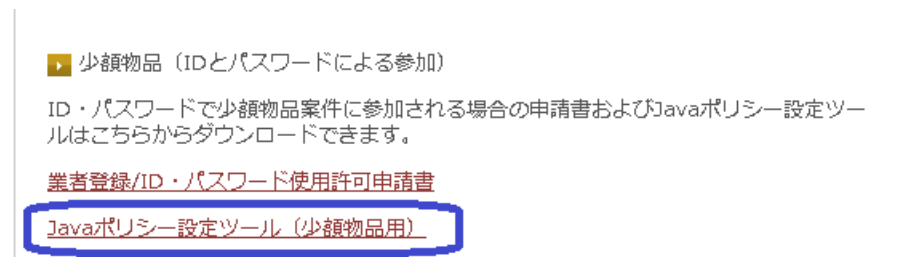 少額物品（IDとパスワードによる参加）
ID・パスワードで少額物品案件に参加される場合の申請書およびJavaポリシー設定ツー
ルはこちらからダウンロードできます。
業者登録/ID・パスワード使用許可申請書
Javaポリシー設定ツール（少額物品用）